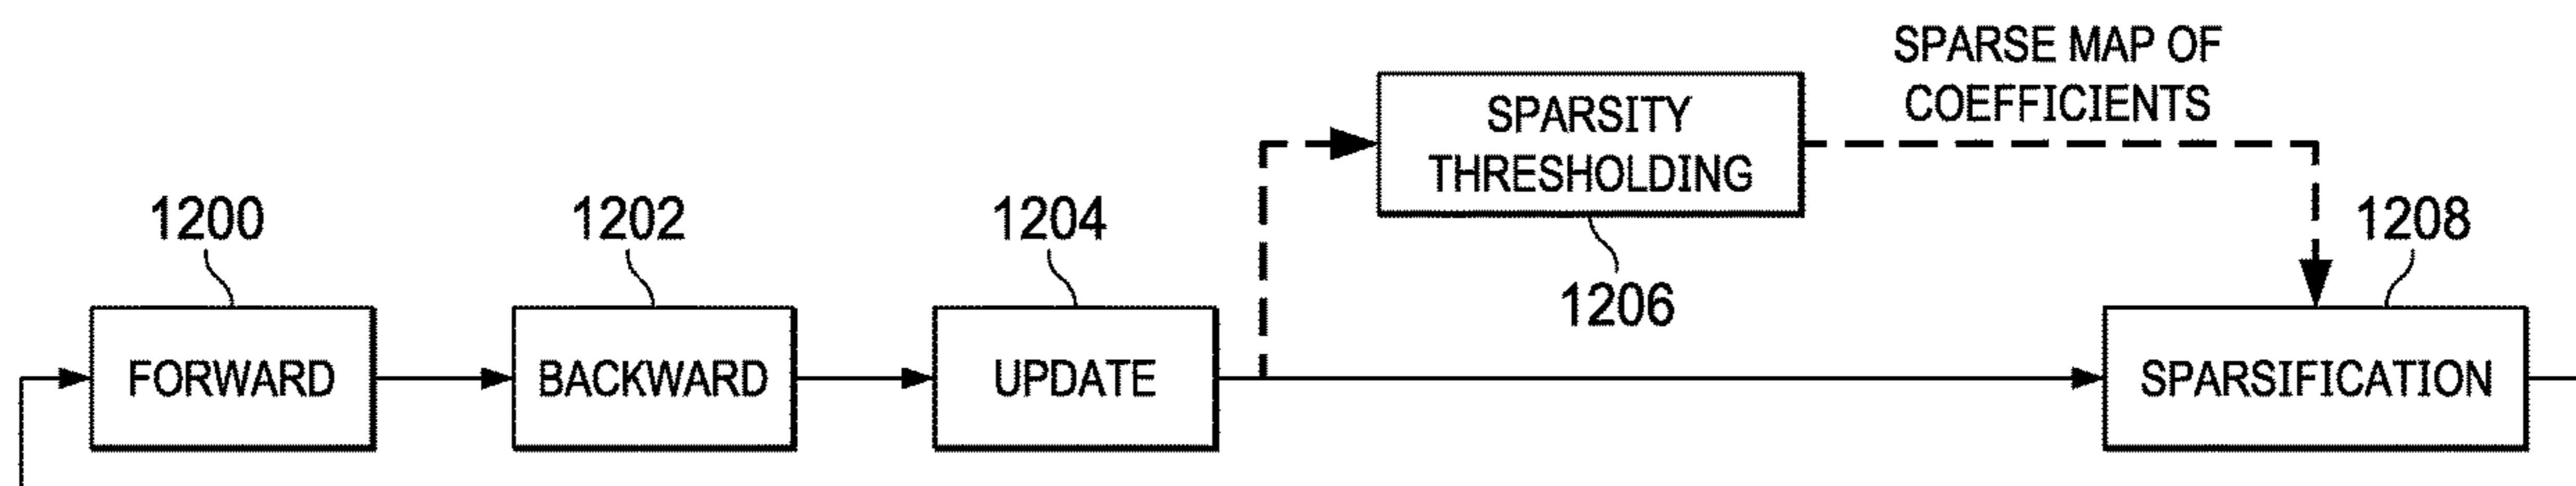 SPARSE MAP OF
COEFFICIENTS
SPARSITY
THRESHOLDING
1200
1202
1204
1206
1208
FORWARD
BACKWARD
UPDATE
SPARSIFICATION